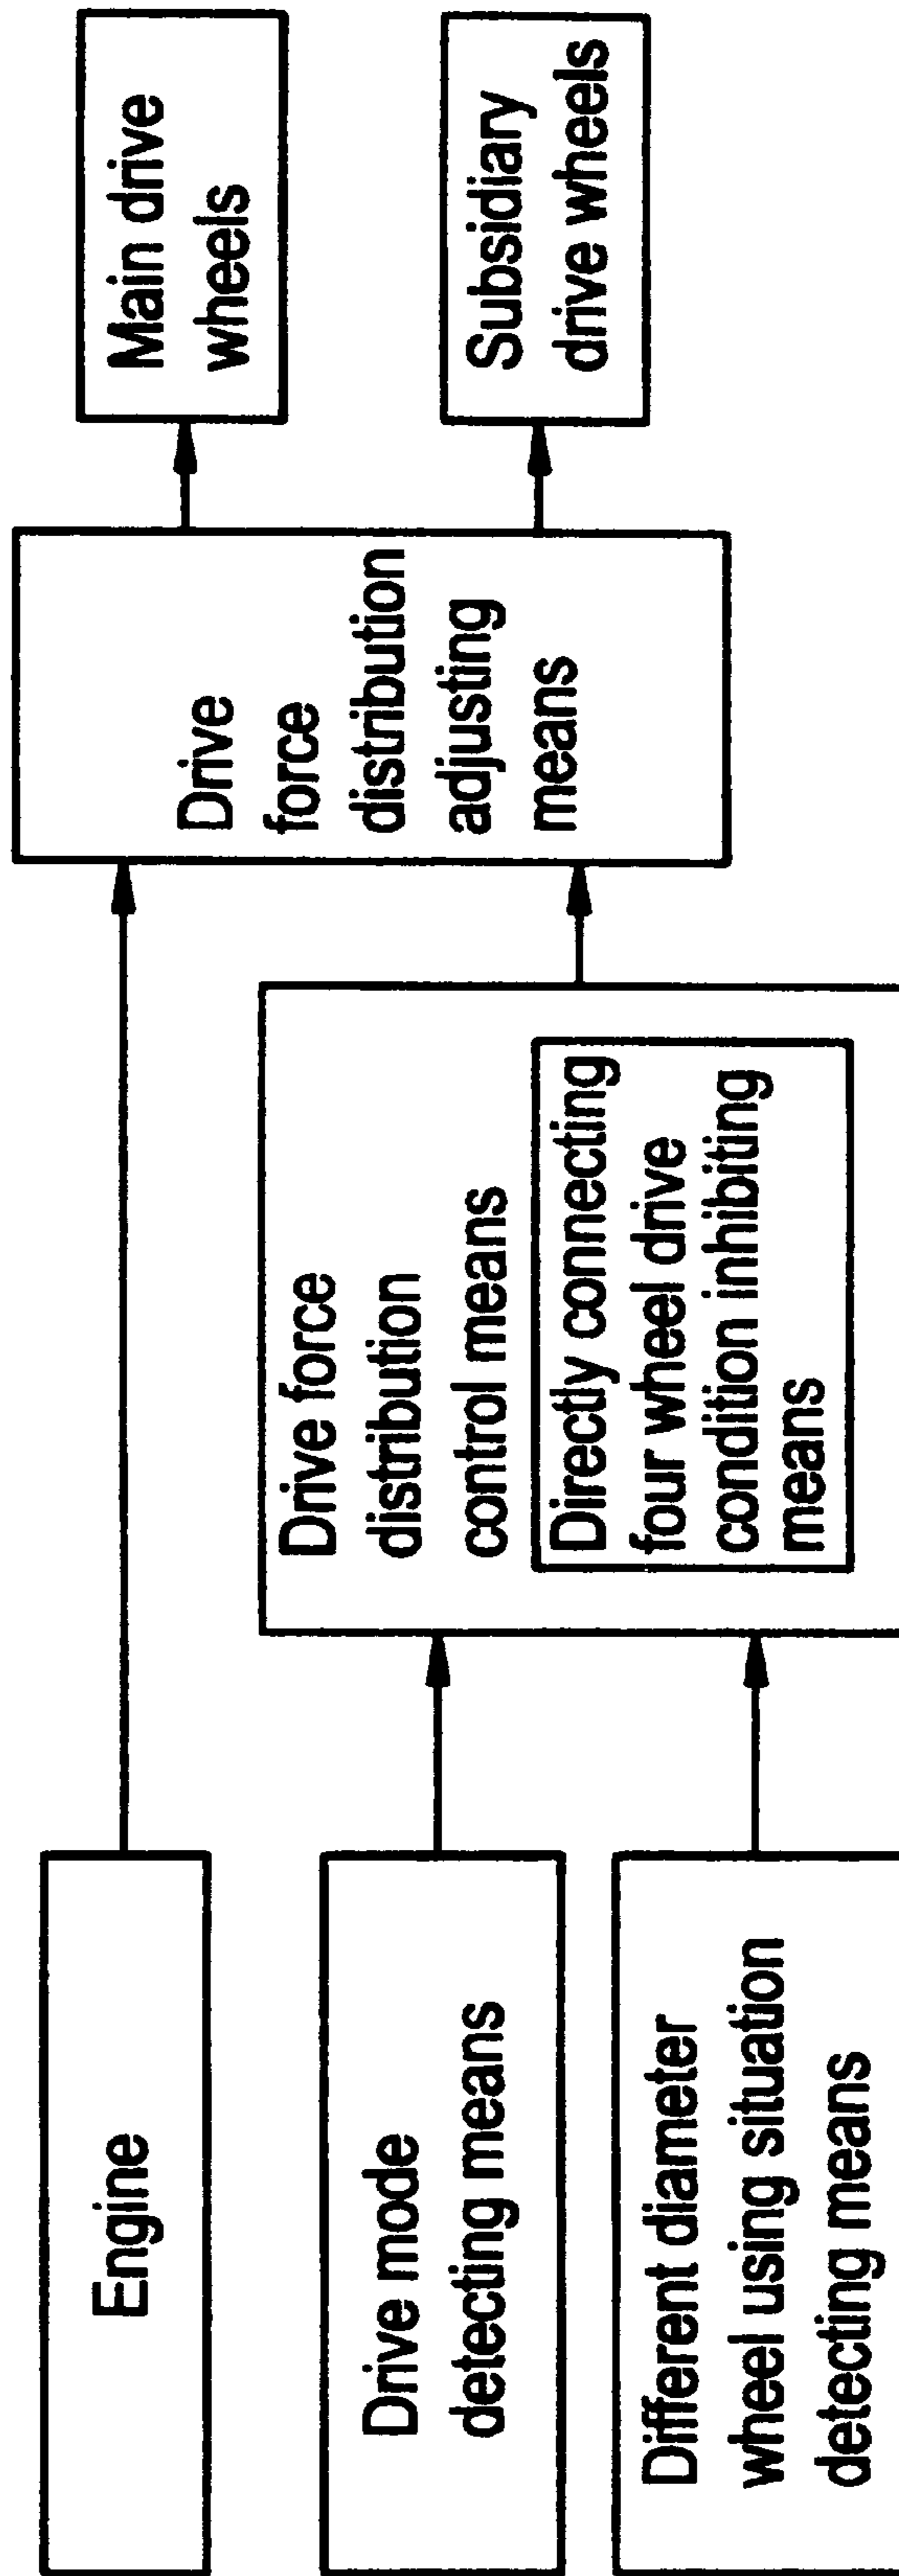 Engine
Drive mode
detecting means
Different diameter
wheel using situation
detecting means
Drive force
distribution
control means
Directly connecting
four wheel drive
condition inhibiting
means
Drive
force
distribution
adjusting
means
Main drive
wheels
Subsidiary
drive wheels